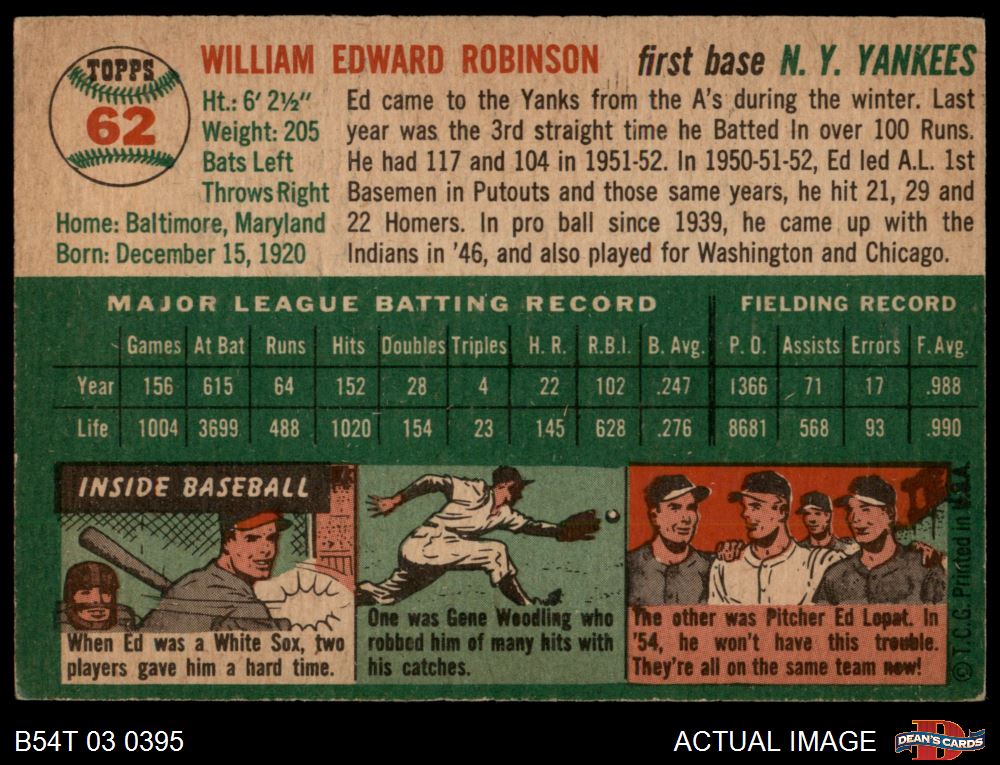 TOPPS
62
WILLIAM EDWARD ROBINSON first base N. Y. YANKEES
Ht.: 6' 2½"
Weight: 205
Bats Left
Throws Right
Home: Baltimore, Maryland
Born: December 15, 1920
Ed came to the Yanks from the A's during the winter. Last
year was the 3rd straight time he Batted In over 100 Runs.
He had 117 and 104 in 1951-52. In 1950-51-52, Ed led A.L. 1st
Basemen in Putouts and those same years, he hit 21, 29 and
22 Homers. In pro ball since 1939, he came up with the
Indians in '46, and also played for Washington and Chicago.
MAJOR LEAGUE BATTING RECORD FIELDING RECORD
Games At Bat Runs Hits Doubles Triples H. R. R.B.I. B. Avg. P. O. Assists Errors F. Avg.
Year 156 615 64 152 28 4 22 102 .247 1366 71 17 .988
Life 1004 3699 488 1020 154 23 145 628 .276 8681 568 93 .990
INSIDE BASEBALL
When Ed was a White Sox, two
players gave him a hard time.
One was Gene Woodling who
robbed him of many hits with
his catches.
The other was Pitcher Ed Lopat. In
'54, he won't have this trouble.
They're all on the same team now!
© T.C.G. Printed in U.S.A.
B54T 03 0395
ACTUAL IMAGE
D
DEAN'S CARDS